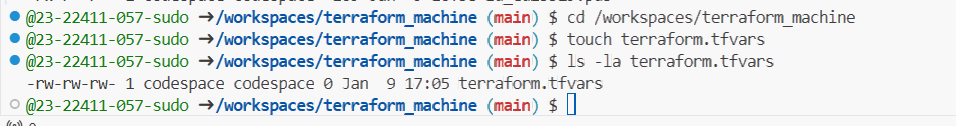 @23-22411-057-sudo ➜/workspaces/terraform_machine (main) $ cd /workspaces/terraform_machine
@23-22411-057-sudo ➜/workspaces/terraform_machine (main) $ touch terraform.tfvars
@23-22411-057-sudo ➜/workspaces/terraform_machine (main) $ ls -la terraform.tfvars
-rw-rw-rw- 1 codespace codespace 0 Jan  9 17:05 terraform.tfvars
@23-22411-057-sudo ➜/workspaces/terraform_machine (main) $